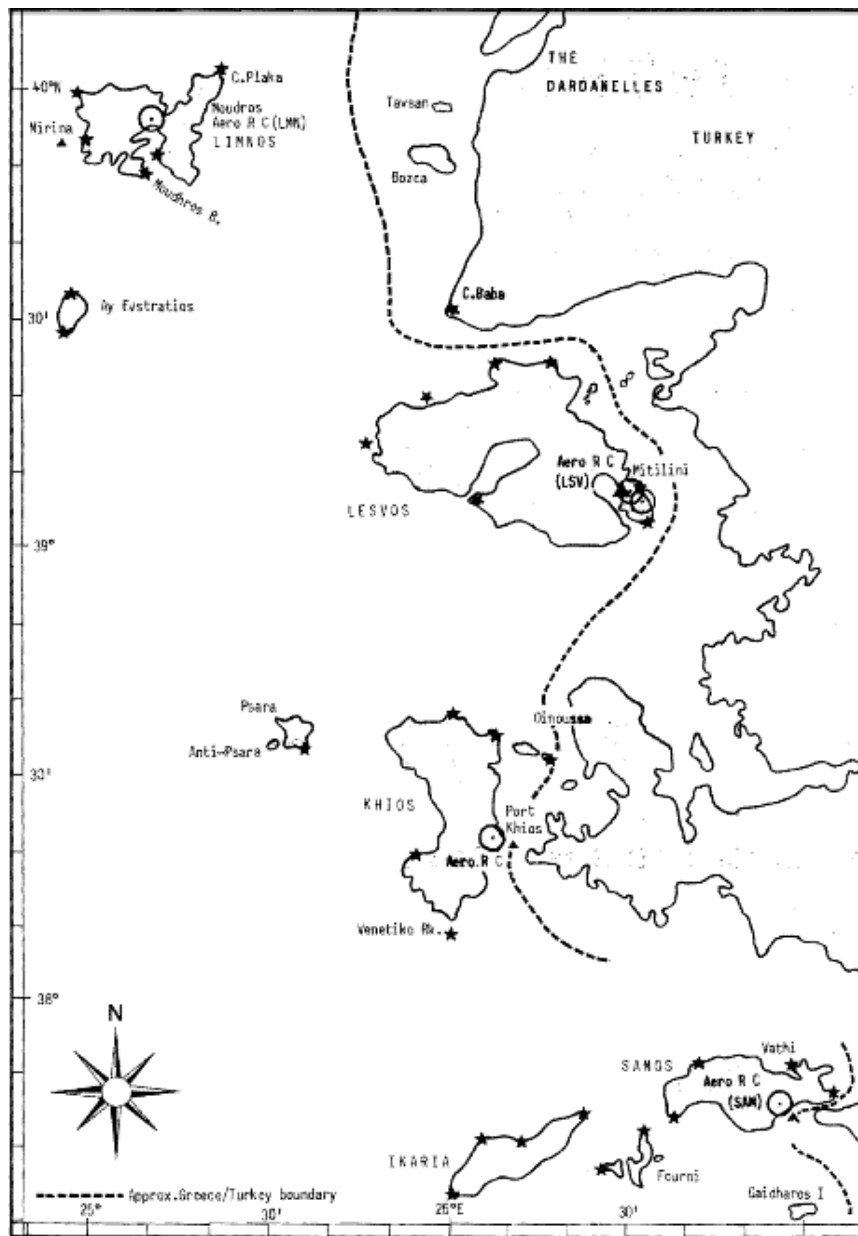 THE
DARDANELLES
TURKEY
C.Plaka
40°N
Tavsan
Moudros
Aero R C (LMN)
LIMNOS
Mirina
Bozca
Moudhros B.
C.Baba
Ay Evstratios
30'
Aero R C
(LSV)
Mitilini
LESVOS
39°
Psara
Oinoussa
Anti-Psara
30'
KHIOS
Port
Khios
Aero R C
Venetiko Rk.
38°
N
SAMOS
Vathi
Aero R C
(SAM)
IKARIA
Fourni
Gaidharos I
Approx.Greece/Turkey boundary
25°
30'
26°E
30'